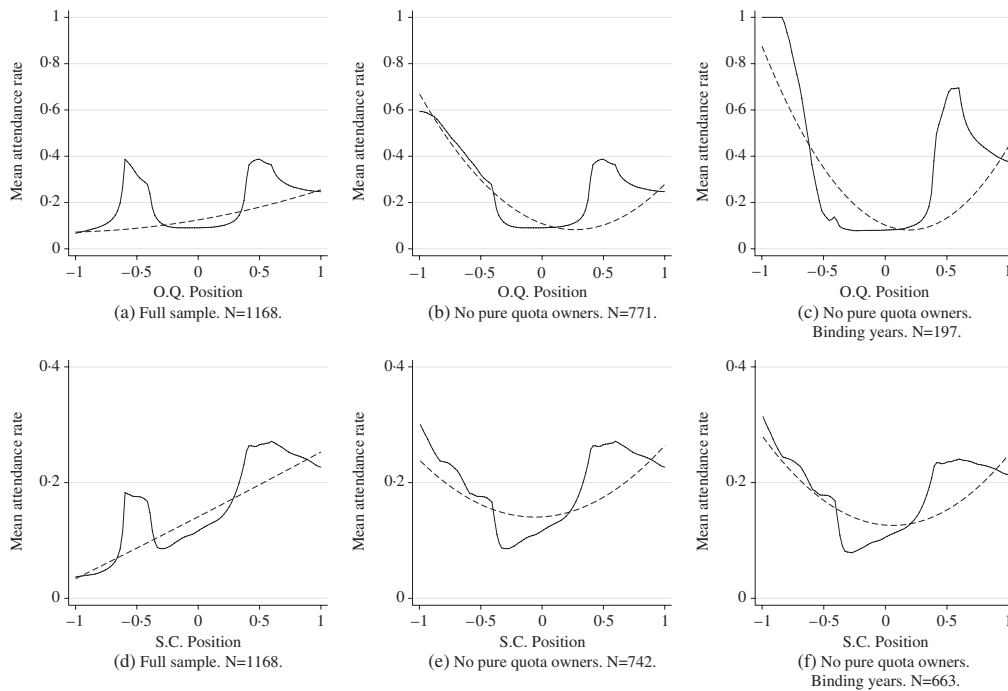 1
0·8
0·6
0·4
0·2
0
Mean attendance rate
−1
−0·5
0
0·5
1
O.Q. Position
(a) Full sample. N=1168.
1
0·8
0·6
0·4
0·2
0
Mean attendance rate
−1
−0·5
0
0·5
1
O.Q. Position
(b) No pure quota owners. N=771.
1
0·8
0·6
0·4
0·2
0
Mean attendance rate
−1
−0·5
0
0·5
1
O.Q. Position
(c) No pure quota owners.
Binding years. N=197.
0·4
0·2
0
Mean attendance rate
−1
−0·5
0
0·5
1
S.C. Position
(d) Full sample. N=1168.
0·4
0·2
0
Mean attendance rate
−1
−0·5
0
0·5
1
S.C. Position
(e) No pure quota owners. N=742.
0·4
0·2
0
Mean attendance rate
−1
−0·5
0
0·5
1
S.C. Position
(f) No pure quota owners.
Binding years. N=663.